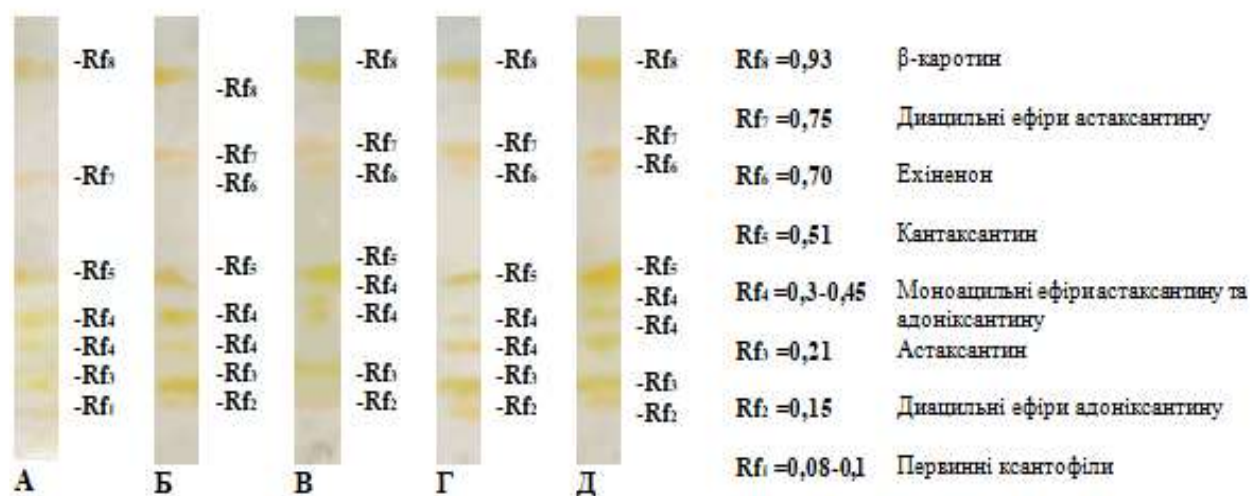 -Rf₈
-Rf₇
-Rf₅
-Rf₄
-Rf₄
-Rf₃
-Rf₁
А
-Rf₈
-Rf₇
-Rf₆
-Rf₅
-Rf₄
-Rf₄
-Rf₃
-Rf₂
Б
-Rf₈
-Rf₇
-Rf₆
-Rf₅
-Rf₄
-Rf₄
-Rf₃
-Rf₂
В
-Rf₈
-Rf₇
-Rf₆
-Rf₅
-Rf₄
-Rf₄
-Rf₃
-Rf₂
Г
-Rf₈
-Rf₇
-Rf₆
-Rf₅
-Rf₄
-Rf₄
-Rf₃
-Rf₂
Д
Rf₈ =0,93 β-каротин
Rf₇ =0,75 Диацильні ефіри астаксантину
Rf₆ =0,70 Ехіненон
Rf₅ =0,51 Кантаксантин
Rf₄ =0,3-0,45 Моноацильні ефіри астаксантину та
адоніксантину
Rf₃ =0,21 Астаксантин
Rf₂ =0,15 Диацильні ефіри адоніксантину
Rf₁ =0,08-0,1 Первинні ксантофіли